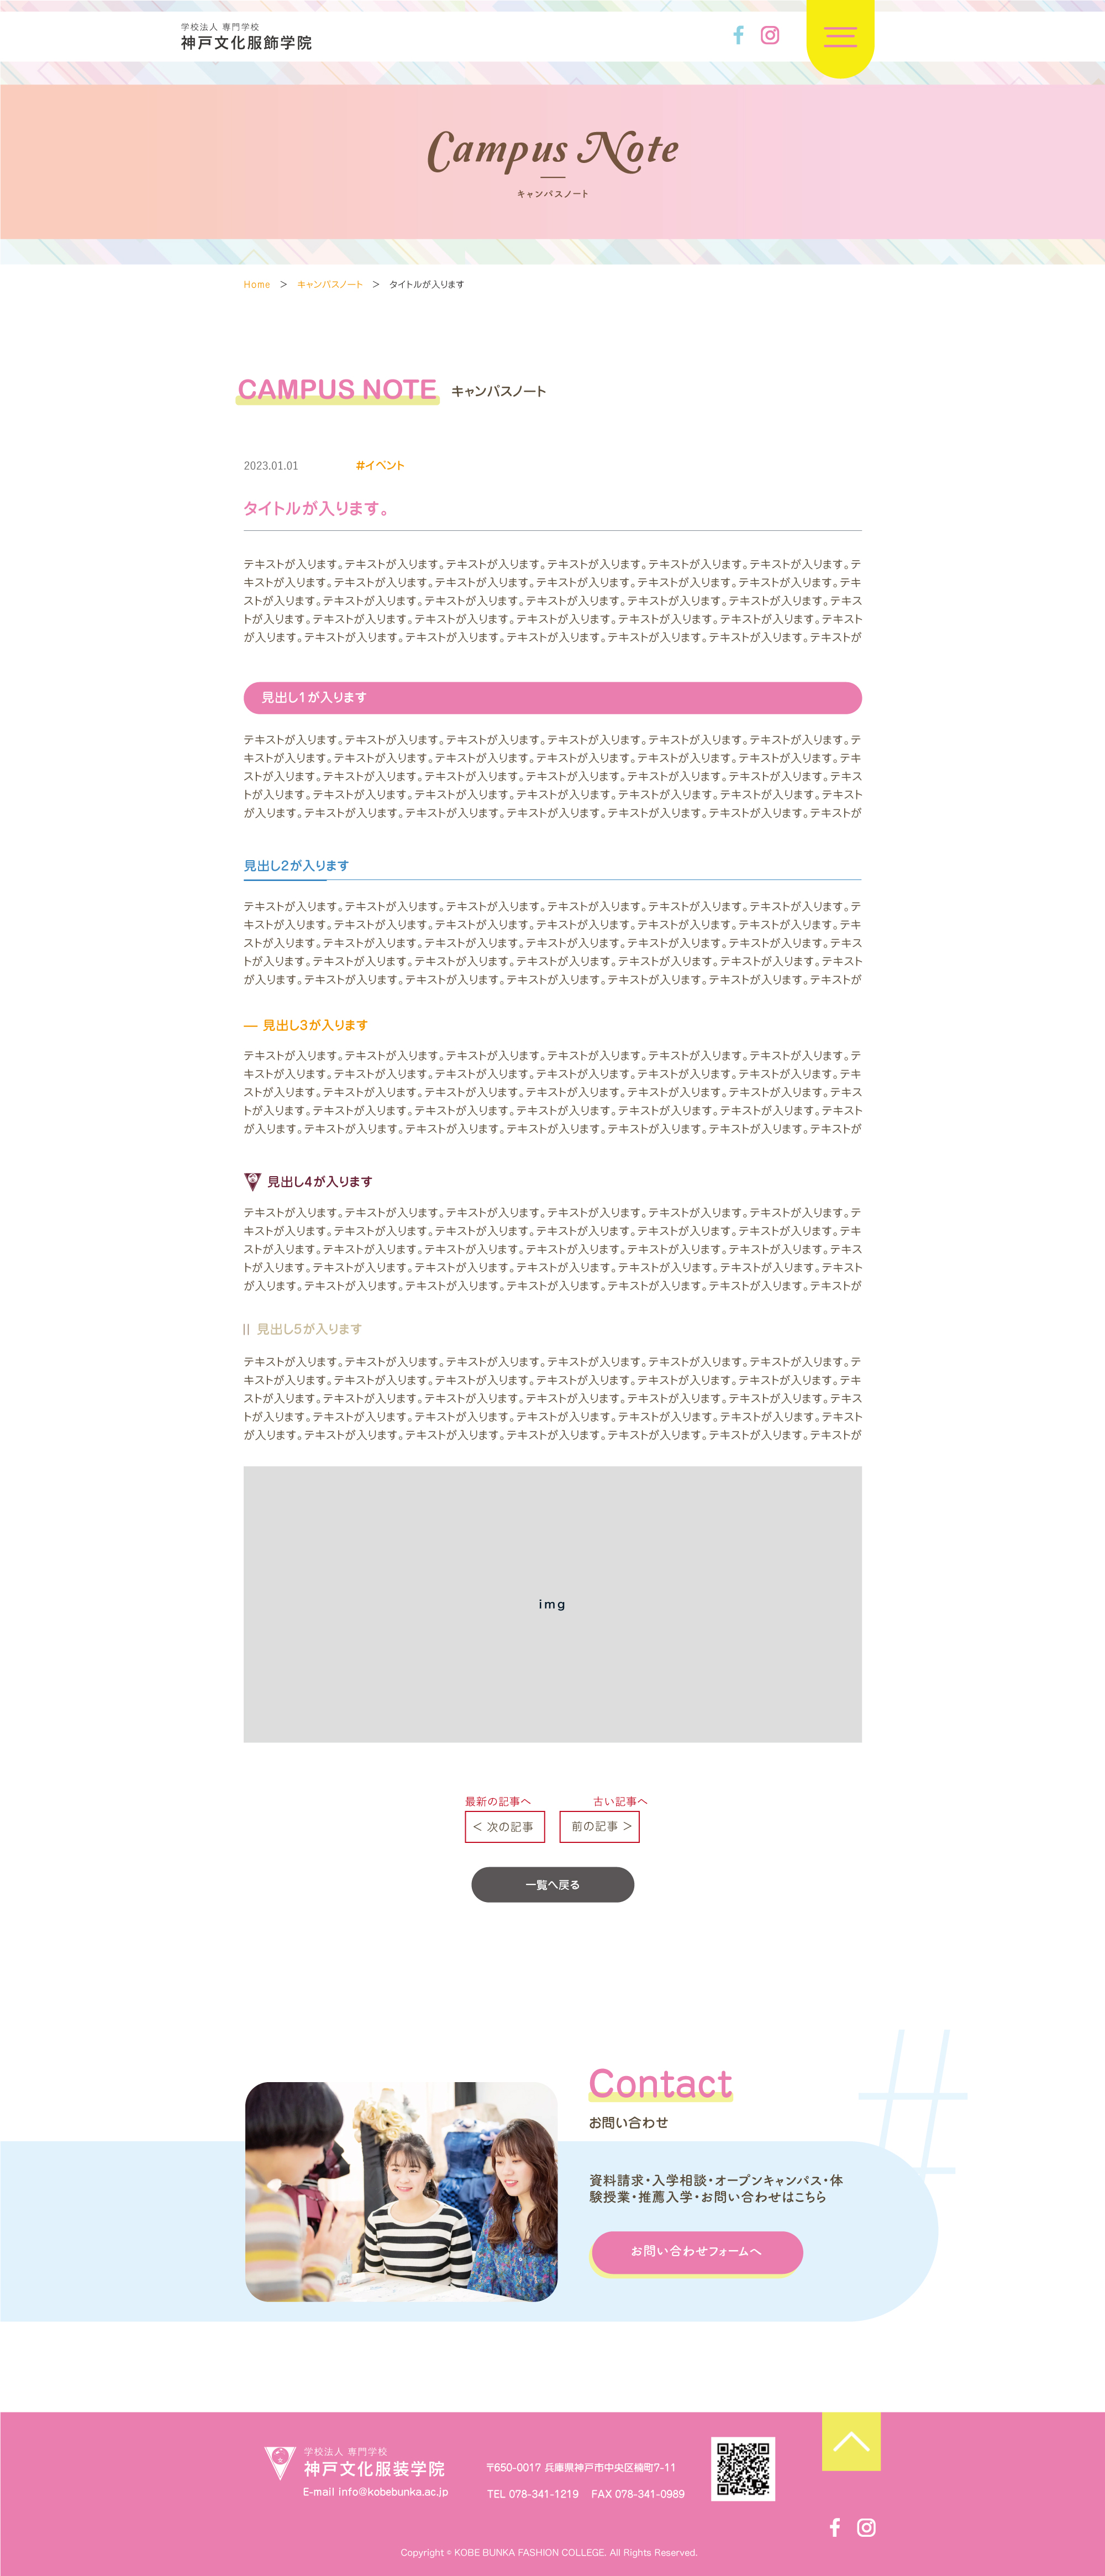 学校法人 専門学校
神戸文化服飾学院
Campus Note
キャンパスノート
Home > キャンパスノート > タイトルが入ります
CAMPUS NOTE キャンパスノート
2023.01.01 #イベント
タイトルが入ります。
テキストが入ります。テキストが入ります。テキストが入ります。テキストが入ります。テキストが入ります。テキストが入ります。テ
キストが入ります。テキストが入ります。テキストが入ります。テキストが入ります。テキストが入ります。テキストが入ります。テキ
ストが入ります。テキストが入ります。テキストが入ります。テキストが入ります。テキストが入ります。テキストが入ります。テキス
トが入ります。テキストが入ります。テキストが入ります。テキストが入ります。テキストが入ります。テキストが入ります。テキスト
が入ります。テキストが入ります。テキストが入ります。テキストが入ります。テキストが入ります。テキストが入ります。テキストが
見出し1が入ります
テキストが入ります。テキストが入ります。テキストが入ります。テキストが入ります。テキストが入ります。テキストが入ります。テ
キストが入ります。テキストが入ります。テキストが入ります。テキストが入ります。テキストが入ります。テキストが入ります。テキ
ストが入ります。テキストが入ります。テキストが入ります。テキストが入ります。テキストが入ります。テキストが入ります。テキス
トが入ります。テキストが入ります。テキストが入ります。テキストが入ります。テキストが入ります。テキストが入ります。テキスト
が入ります。テキストが入ります。テキストが入ります。テキストが入ります。テキストが入ります。テキストが入ります。テキストが
見出し2が入ります
テキストが入ります。テキストが入ります。テキストが入ります。テキストが入ります。テキストが入ります。テキストが入ります。テ
キストが入ります。テキストが入ります。テキストが入ります。テキストが入ります。テキストが入ります。テキストが入ります。テキ
ストが入ります。テキストが入ります。テキストが入ります。テキストが入ります。テキストが入ります。テキストが入ります。テキス
トが入ります。テキストが入ります。テキストが入ります。テキストが入ります。テキストが入ります。テキストが入ります。テキスト
が入ります。テキストが入ります。テキストが入ります。テキストが入ります。テキストが入ります。テキストが入ります。テキストが
― 見出し3が入ります
テキストが入ります。テキストが入ります。テキストが入ります。テキストが入ります。テキストが入ります。テキストが入ります。テ
キストが入ります。テキストが入ります。テキストが入ります。テキストが入ります。テキストが入ります。テキストが入ります。テキ
ストが入ります。テキストが入ります。テキストが入ります。テキストが入ります。テキストが入ります。テキストが入ります。テキス
トが入ります。テキストが入ります。テキストが入ります。テキストが入ります。テキストが入ります。テキストが入ります。テキスト
が入ります。テキストが入ります。テキストが入ります。テキストが入ります。テキストが入ります。テキストが入ります。テキストが
見出し4が入ります
テキストが入ります。テキストが入ります。テキストが入ります。テキストが入ります。テキストが入ります。テキストが入ります。テ
キストが入ります。テキストが入ります。テキストが入ります。テキストが入ります。テキストが入ります。テキストが入ります。テキ
ストが入ります。テキストが入ります。テキストが入ります。テキストが入ります。テキストが入ります。テキストが入ります。テキス
トが入ります。テキストが入ります。テキストが入ります。テキストが入ります。テキストが入ります。テキストが入ります。テキスト
が入ります。テキストが入ります。テキストが入ります。テキストが入ります。テキストが入ります。テキストが入ります。テキストが
見出し5が入ります
テキストが入ります。テキストが入ります。テキストが入ります。テキストが入ります。テキストが入ります。テキストが入ります。テ
キストが入ります。テキストが入ります。テキストが入ります。テキストが入ります。テキストが入ります。テキストが入ります。テキ
ストが入ります。テキストが入ります。テキストが入ります。テキストが入ります。テキストが入ります。テキストが入ります。テキス
トが入ります。テキストが入ります。テキストが入ります。テキストが入ります。テキストが入ります。テキストが入ります。テキスト
が入ります。テキストが入ります。テキストが入ります。テキストが入ります。テキストが入ります。テキストが入ります。テキストが
img
最新の記事へ 古い記事へ
< 次の記事 前の記事 >
一覧へ戻る
#
Contact
お問い合わせ
資料請求・入学相談・オープンキャンパス・体
験授業・推薦入学・お問い合わせはこちら
お問い合わせフォームへ
学校法人 専門学校
神戸文化服装学院
E-mail info@kobebunka.ac.jp
〒650-0017 兵庫県神戸市中央区楠町7-11
TEL 078-341-1219 FAX 078-341-0989
Copyright © KOBE BUNKA FASHION COLLEGE. All Rights Reserved.